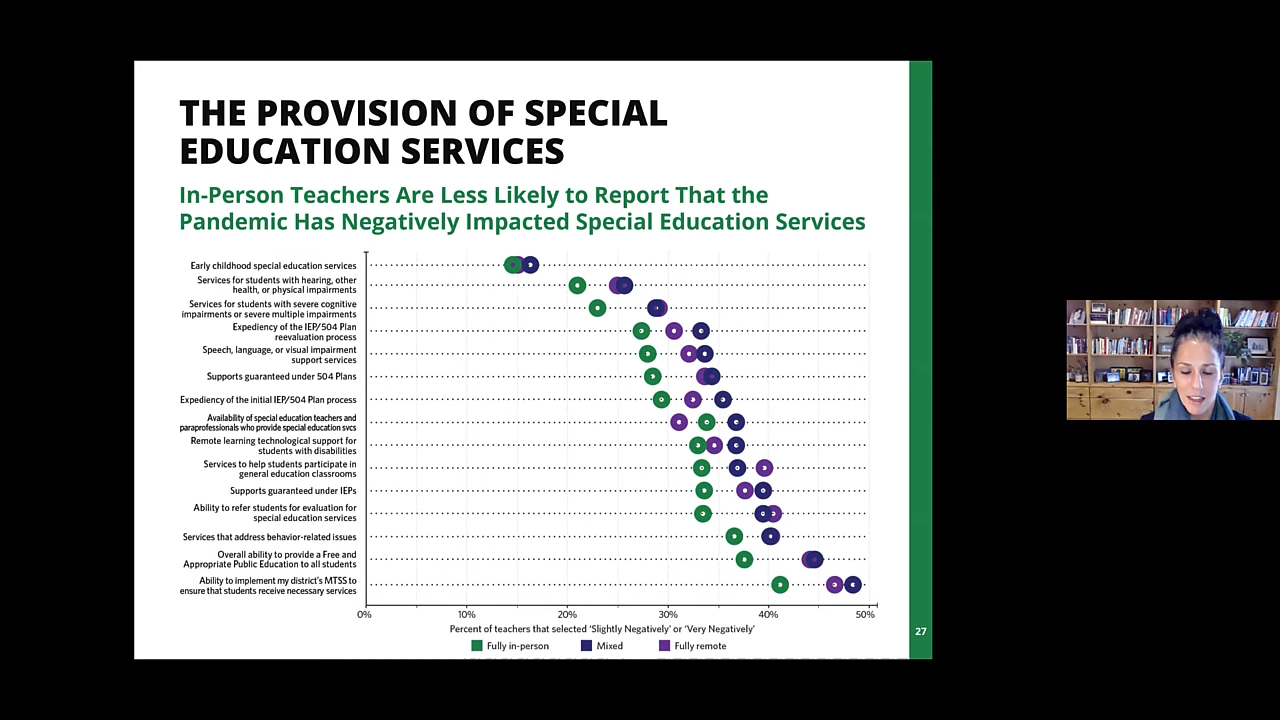 THE PROVISION OF SPECIAL
EDUCATION SERVICES
In-Person Teachers Are Less Likely to Report That the
Pandemic Has Negatively Impacted Special Education Services
Early childhood special education services
Services for students with hearing, other
health, or physical impairments
Services for students with severe cognitive
impairments or severe multiple impairments
Expediency of the IEP/504 Plan
reevaluation process
Speech, language, or visual impairment
support services
Supports guaranteed under 504 Plans
Expediency of the initial IEP/504 Plan process
Availability of special education teachers and
paraprofessionals who provide special education svcs
Remote learning technological support for
students with disabilities
Services to help students participate in
general education classrooms
Supports guaranteed under IEPs
Ability to refer students for evaluation for
special education services
Services that address behavior-related issues
Overall ability to provide a Free and
Appropriate Public Education to all students
Ability to implement my district's MTSS to
ensure that students receive necessary services
0% 10% 20% 30% 40% 50%
Percent of teachers that selected 'Slightly Negatively' or 'Very Negatively'
Fully in-person Mixed Fully remote
27